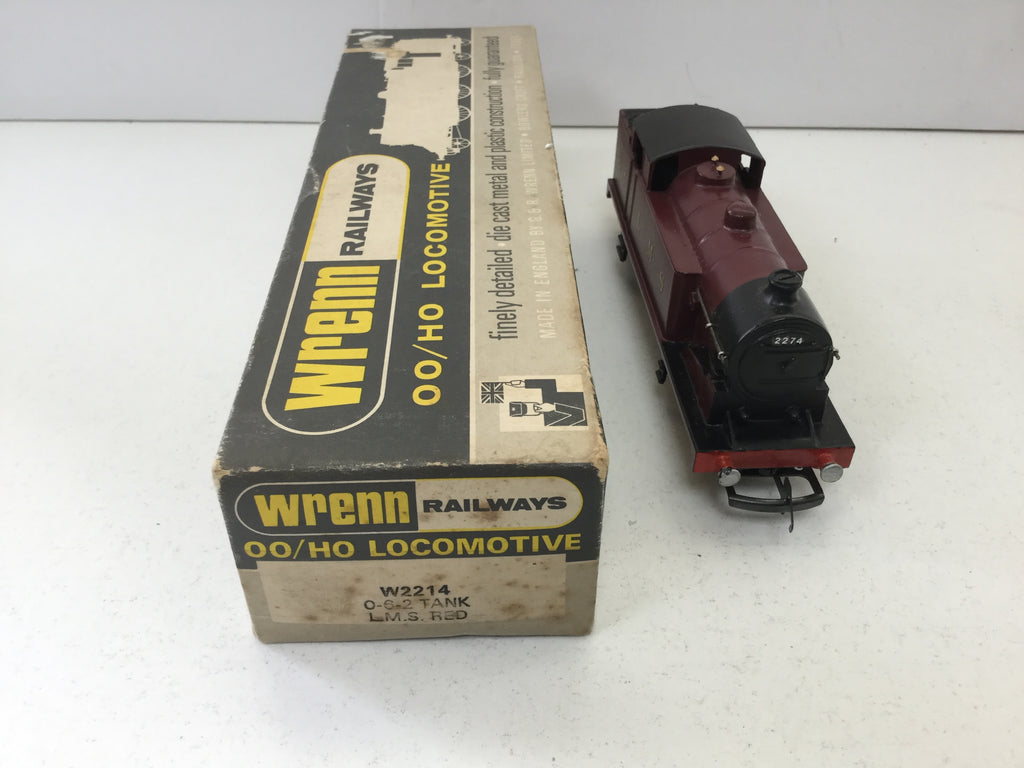 wrenn RAILWAYS
OO/HO LOCOMOTIVE
finely detailed · die cast metal and plastic construction · fully guaranteed
MADE IN ENGLAND BY G & R WRENN LIMITED ·
wrenn RAILWAYS
OO/HO LOCOMOTIVE
W2214
0-6-2 TANK
L.M.S. RED
2274